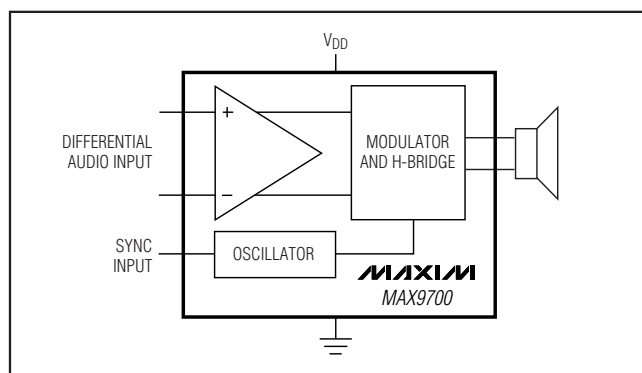 VDD
+
DIFFERENTIAL
AUDIO INPUT
−
MODULATOR
AND H-BRIDGE
SYNC
INPUT
OSCILLATOR
MAXIM
MAX9700